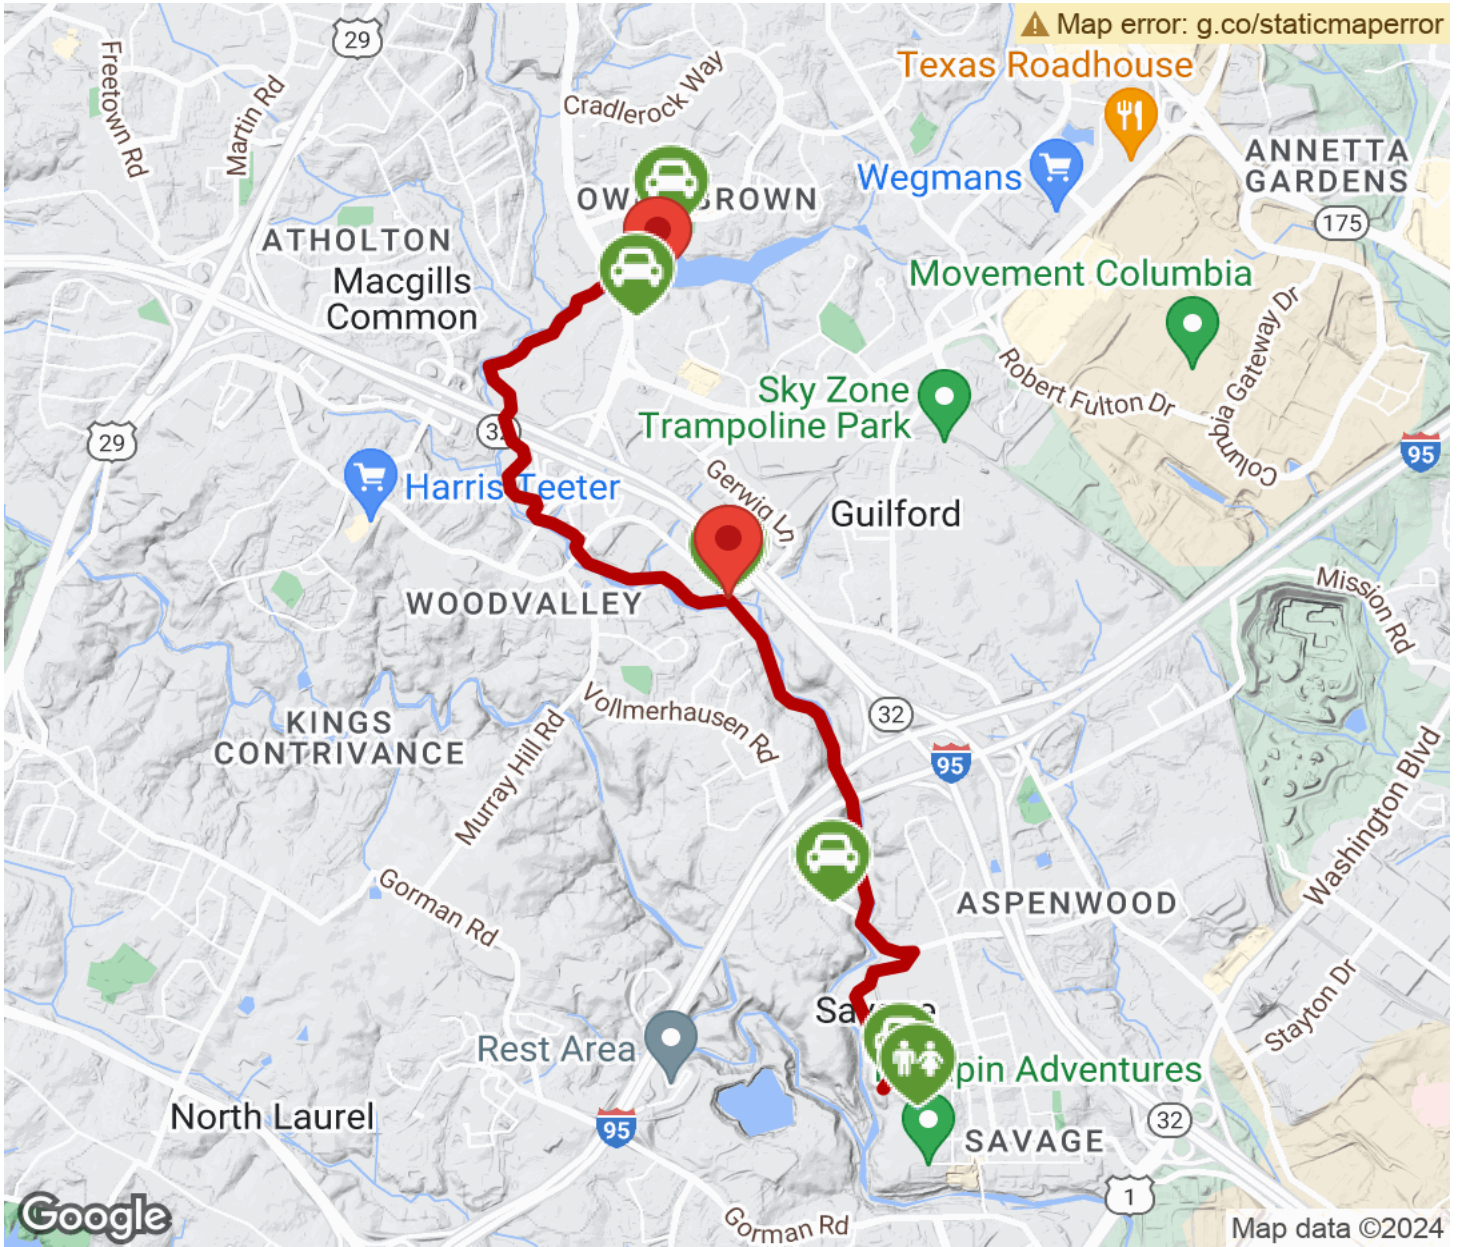 Map error: g.co/staticmaperror
29
Texas Roadhouse
Freetown Rd
Martin Rd
Cradlerock Way
Wegmans
ANNETTA
GARDENS
175
ATHOLTON
Macgills
Common
Movement Columbia
Columbia Gateway Dr
Robert Fulton Dr
Sky Zone
Trampoline Park
29
95
Harris Teeter
Gerwig Ln
Guilford
WOODVALLEY
Mission Rd
Vollmerhausen Rd
32
KINGS
CONTRIVANCE
Murray Hill Rd
95
Washington Blvd
Gorman Rd
ASPENWOOD
Stayton Dr
Rest Area
Adventures
North Laurel
95
32
SAVAGE
1
Gorman Rd
Google
Map data ©2024